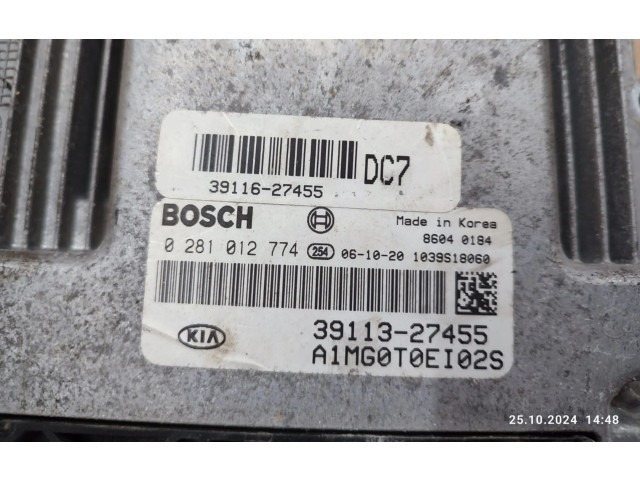 DC7
39116-27455
BOSCH
Made in Korea
8604 0184
0 281 012 774 254 06-10-20 1039S18060
KIA
39113-27455
A1MG0T0EI02S
25.10.2024 14:48